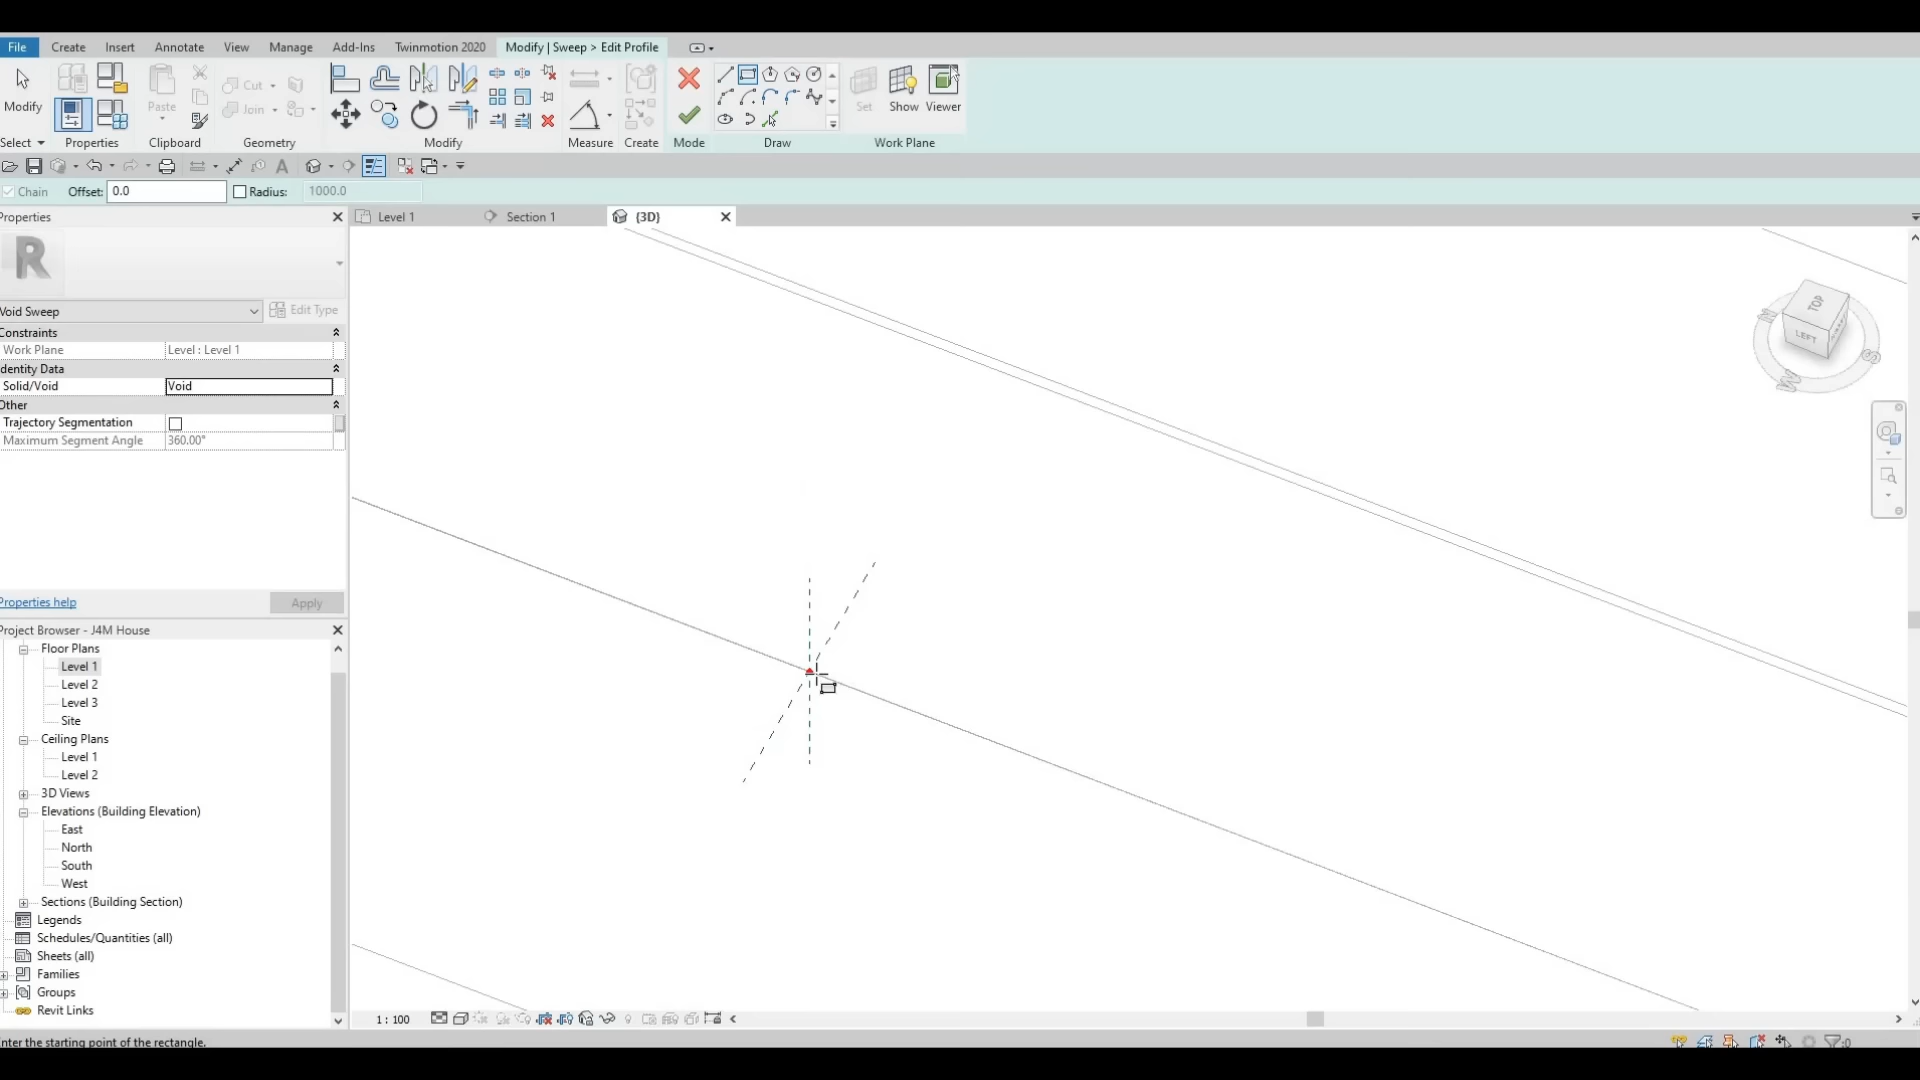 File Create Insert Annotate View Manage Add-Ins Twinmotion 2020 Modify | Sweep > Edit Profile
Modify Paste Cut Join Set Show Viewer
Select Properties Clipboard Geometry Modify Measure Create Mode Draw Work Plane
Chain Offset: 0.0 Radius: 1000.0
Properties Level 1 Section 1 (3D)
Void Sweep Edit Type
Constraints
Work Plane Level : Level 1
dentity Data
Solid/Void Void
Other
Trajectory Segmentation
Maximum Segment Angle 360.00°
Properties help Apply
Project Browser - J4M House
Floor Plans
Level 1
Level 2
Level 3
Site
Ceiling Plans
Level 1
Level 2
3D Views
Elevations (Building Elevation)
East
North
South
West
Sections (Building Section)
Legends
Schedules/Quantities (all)
Sheets (all)
Families
Groups
Revit Links
TOP
LEFT
S
W
1 : 100
nter the starting point of the rectangle.
:0